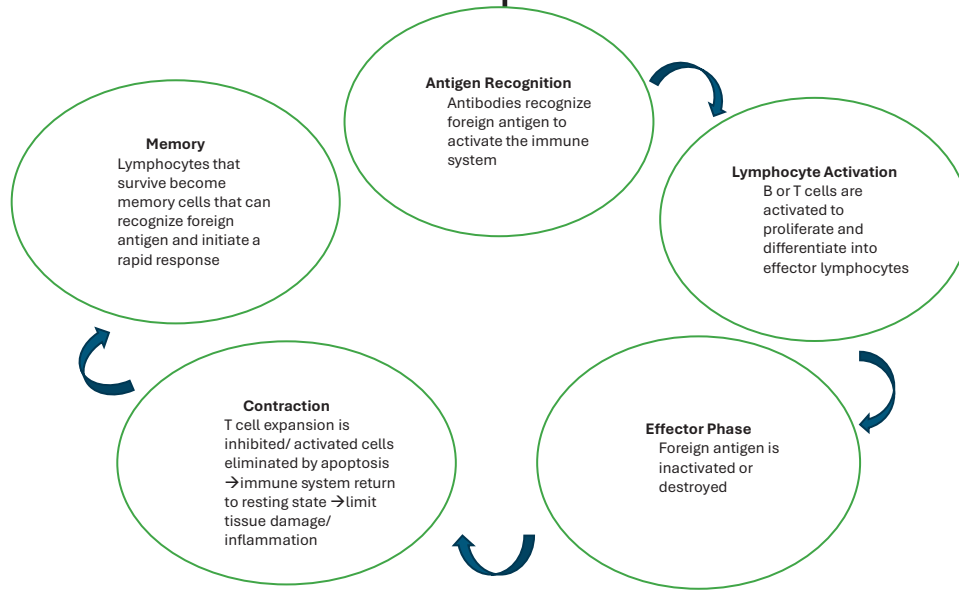 Antigen Recognition
Antibodies recognize
foreign antigen to
activate the immune
system
Lymphocyte Activation
B or T cells are
activated to
proliferate and
differentiate into
effector lymphocytes
Effector Phase
Foreign antigen is
inactivated or
destroyed
Contraction
T cell expansion is
inhibited/ activated cells
eliminated by apoptosis
→immune system return
to resting state →limit
tissue damage/
inflammation
Memory
Lymphocytes that
survive become
memory cells that can
recognize foreign
antigen and initiate a
rapid response